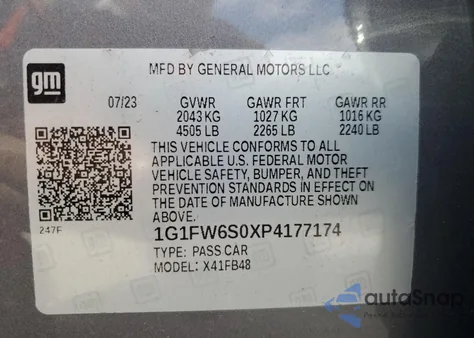 gm
MFD BY GENERAL MOTORS LLC
07/23 GVWR GAWR FRT GAWR RR
2043 KG 1027 KG 1016 KG
4505 LB 2265 LB 2240 LB
THIS VEHICLE CONFORMS TO ALL
APPLICABLE U.S. FEDERAL MOTOR
VEHICLE SAFETY, BUMPER, AND THEFT
PREVENTION STANDARDS IN EFFECT ON
THE DATE OF MANUFACTURE SHOWN
ABOVE.
247F
1G1FW6S0XP4177174
TYPE: PASS CAR
MODEL: X41FB48
autoSnap